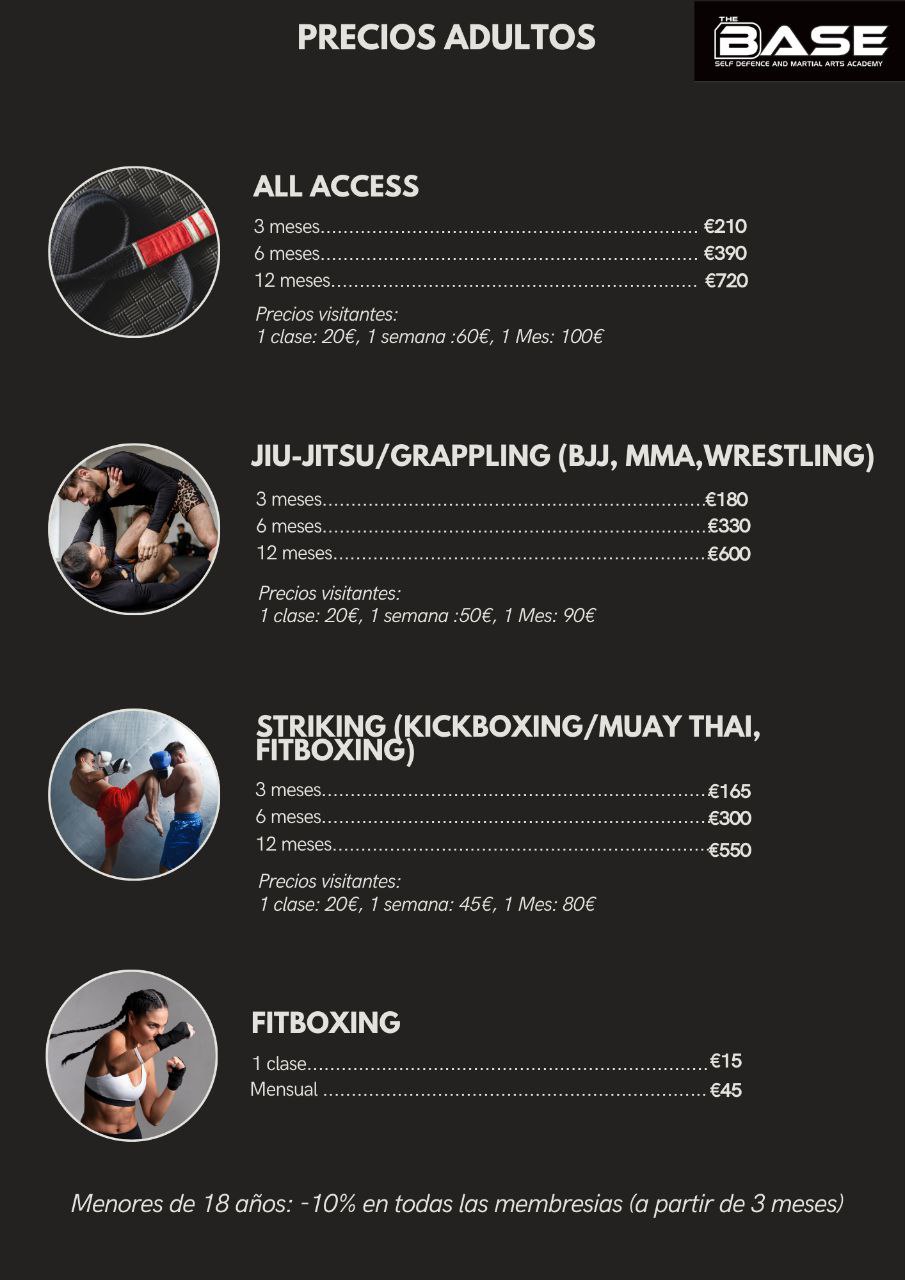 PRECIOS ADULTOS
THE
BASE
SELF DEFENCE AND MARTIAL ARTS ACADEMY
ALL ACCESS
3 meses.................................................................. €210
6 meses.................................................................. €390
12 meses................................................................ €720
Precios visitantes:
1 clase: 20€, 1 semana :60€, 1 Mes: 100€
JIU-JITSU/GRAPPLING (BJJ, MMA,WRESTLING)
3 meses...................................................................€180
6 meses...................................................................€330
12 meses.................................................................€600
Precios visitantes:
1 clase: 20€, 1 semana :50€, 1 Mes: 90€
STRIKING (KICKBOXING/MUAY THAI,
FITBOXING)
3 meses...................................................................€165
6 meses...................................................................€300
12 meses..................................................................€550
Precios visitantes:
1 clase: 20€, 1 semana: 45€, 1 Mes: 80€
FITBOXING
1 clase...................................................................... €15
Mensual ................................................................... €45
Menores de 18 años: -10% en todas las membresias (a partir de 3 meses)